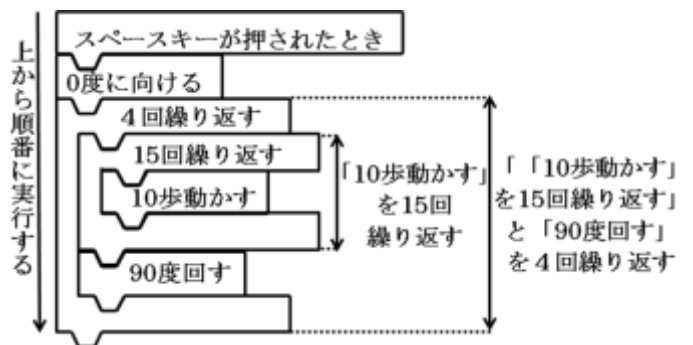 上から順番に実行する
スペースキーが押されたとき
0度に向ける
4回繰り返す
15回繰り返す
10歩動かす
90度回す
「10歩動かす」
を15回
繰り返す
「「10歩動かす」
を15回繰り返す」
と「90度回す」
を4回繰り返す